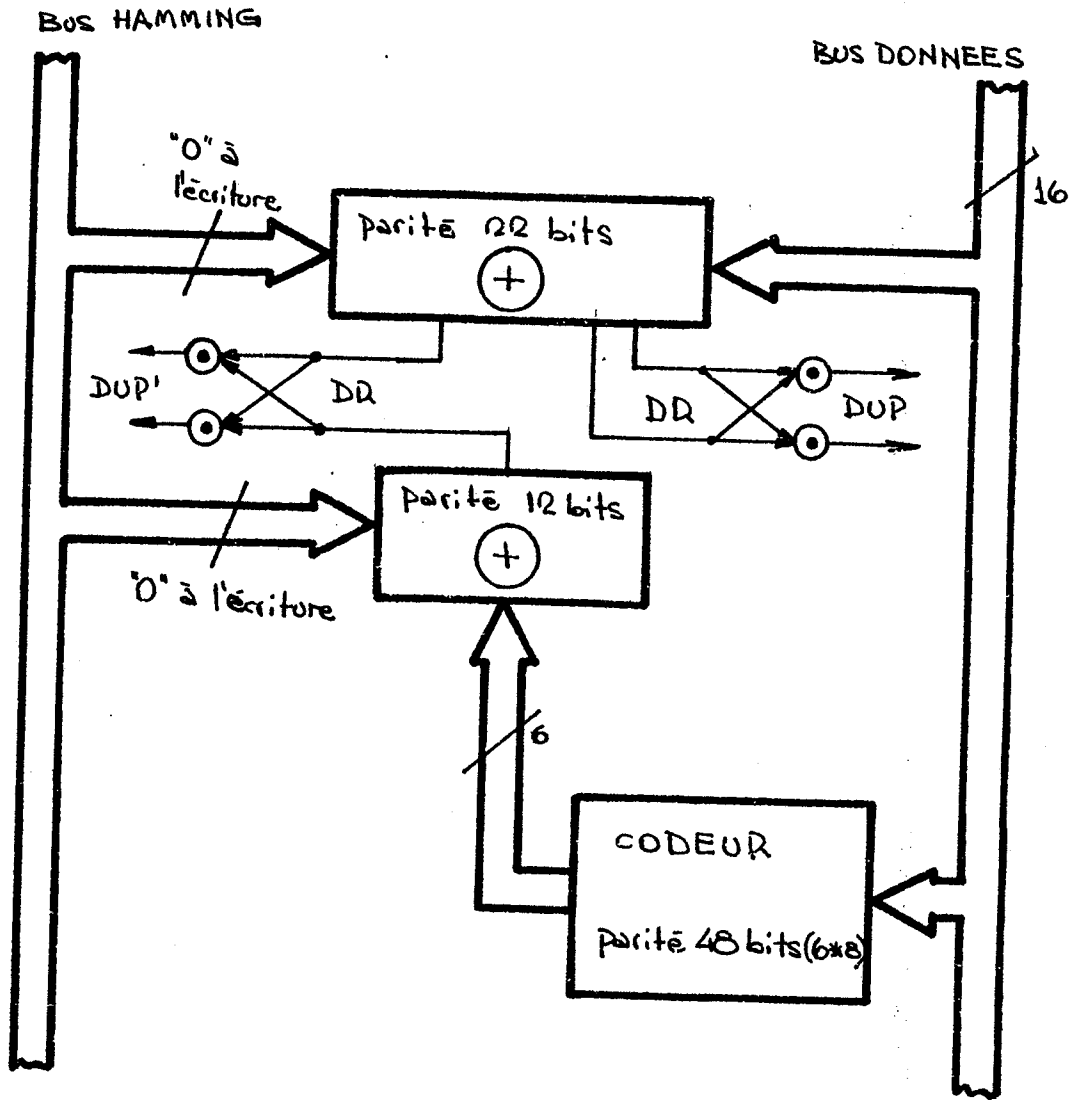 BUS HAMMING
BUS DONNEES
"0" à
l'écriture
16
parité 22 bits
+
DUP'
DR
DR
DUP
parité 12 bits
+
"0" à l'écriture
6
CODEUR
parité 48 bits(6*8)